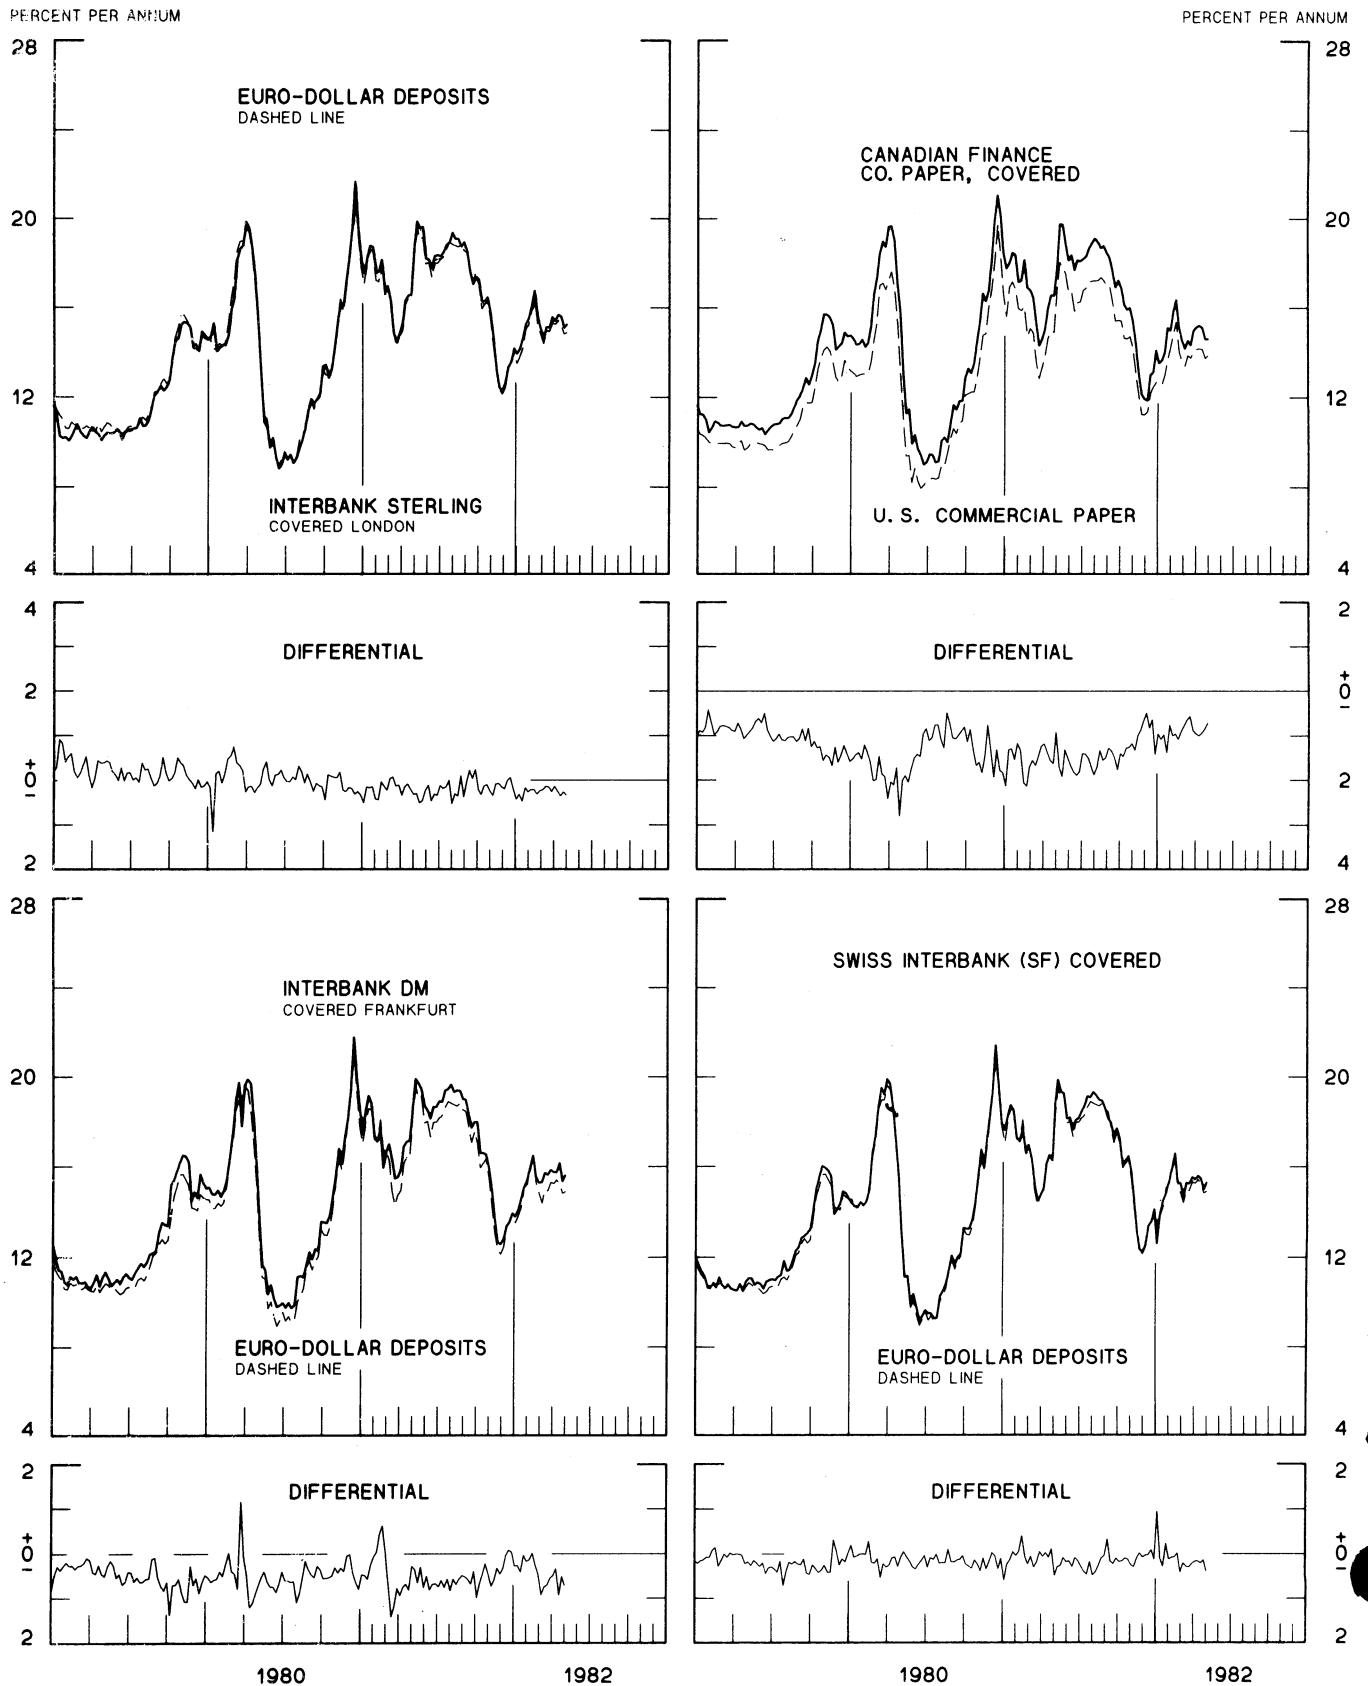 PERCENT PER ANNUM
PERCENT PER ANNUM
28
28
EURO-DOLLAR DEPOSITS
DASHED LINE
CANADIAN FINANCE
CO. PAPER, COVERED
20
20
12
12
INTERBANK STERLING
COVERED LONDON
U. S. COMMERCIAL PAPER
4
4
4
2
DIFFERENTIAL
DIFFERENTIAL
2
+
0
−
+
0
−
2
2
4
28
28
INTERBANK DM
COVERED FRANKFURT
SWISS INTERBANK (SF) COVERED
20
20
12
12
EURO-DOLLAR DEPOSITS
DASHED LINE
EURO-DOLLAR DEPOSITS
DASHED LINE
4
4
2
2
DIFFERENTIAL
DIFFERENTIAL
+
0
−
+
0
−
2
2
1980
1982
1980
1982